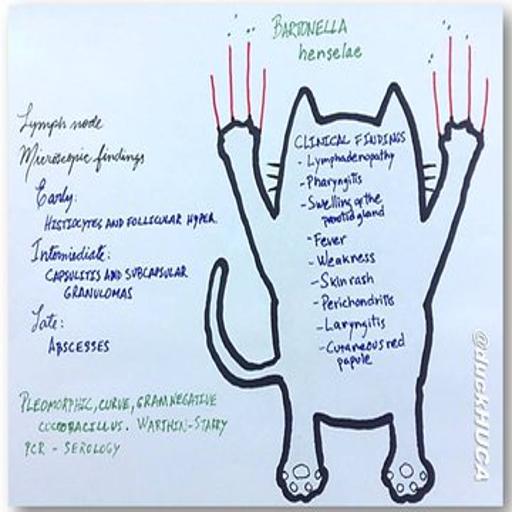 BARTONELLA
henselae
Lymph node
Microscopic findings
Early:
HISTIOCYTES AND FOLLICULAR HYPER.
Intermediate:
CAPSULITIS AND SUBCAPSULAR
GRANULOMAS
Late:
ABSCESSES
PLEOMORPHIC, CURVE, GRAM NEGATIVE
COCCOBACILLUS. WARTHIN-STARRY
PCR - SEROLOGY
CLINICAL FINDINGS
- Lymphadenopathy
- Pharyngitis
- Swelling of the
parotid gland
- Fever
- Weakness
- Skin rash
- Perichondritis
- Laryngitis
- Cutaneous red
papule
@duckHUCA